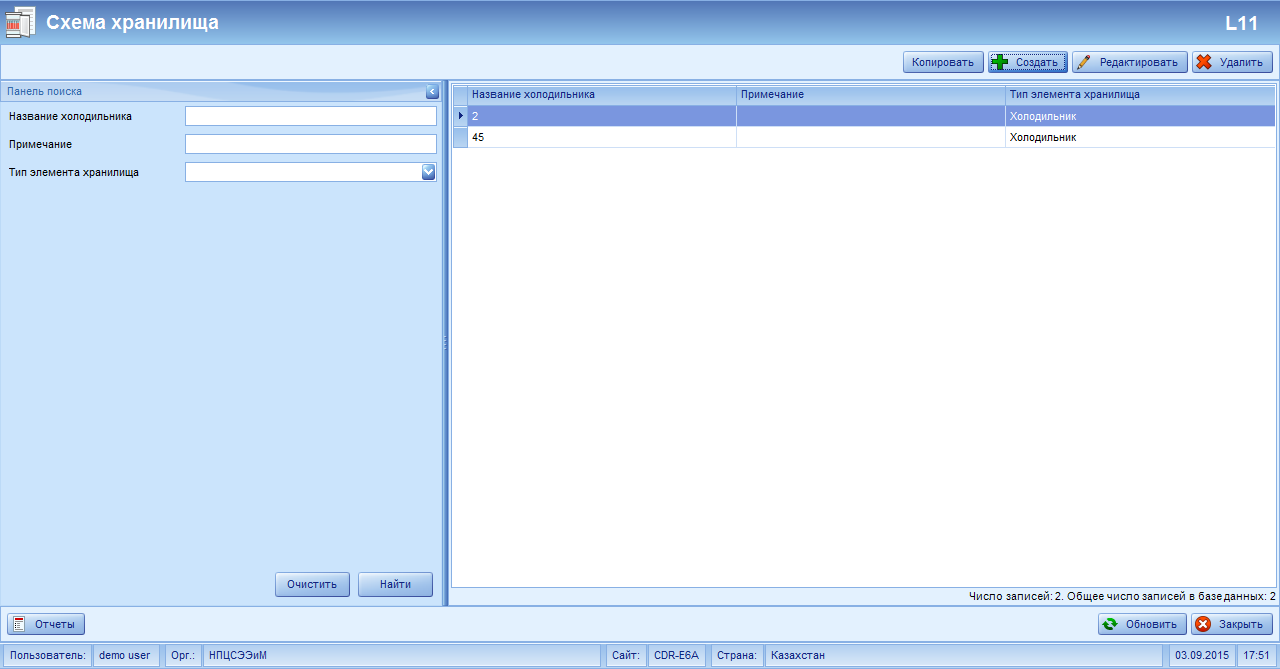 Схема хранилища L11
Копировать Создать Редактировать Удалить
Панель поиска
Название холодильника
Примечание
Тип элемента хранилища
Очистить Найти
Название холодильника Примечание Тип элемента хранилища
2 Холодильник
45 Холодильник
Число записей: 2. Общее число записей в базе данных: 2
Отчеты Обновить Закрыть
Пользователь: demo user Орг.: НПЦСЭЭиМ Сайт: CDR-E6A Страна: Казахстан 03.09.2015 17:51